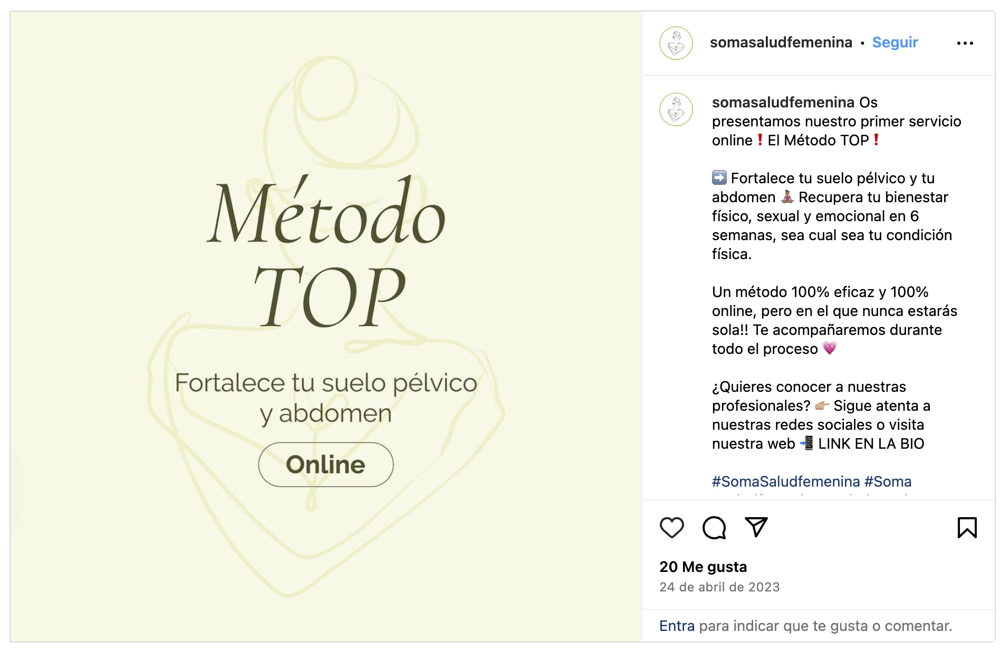 Método
TOP
Fortalece tu suelo pélvico
y abdomen
Online
somasaludfemenina • Seguir
somasaludfemenina Os
presentamos nuestro primer servicio
online❗El Método TOP❗
➡️ Fortalece tu suelo pélvico y tu
abdomen 🧘🏾‍♀️ Recupera tu bienestar
físico, sexual y emocional en 6
semanas, sea cual sea tu condición
física.
Un método 100% eficaz y 100%
online, pero en el que nunca estarás
sola!! Te acompañaremos durante
todo el proceso 💗
¿Quieres conocer a nuestras
profesionales? 👉🏼 Sigue atenta a
nuestras redes sociales o visita
nuestra web 📲 LINK EN LA BIO
#SomaSaludfemenina #Soma
20 Me gusta
24 de abril de 2023
Entra para indicar que te gusta o comentar.